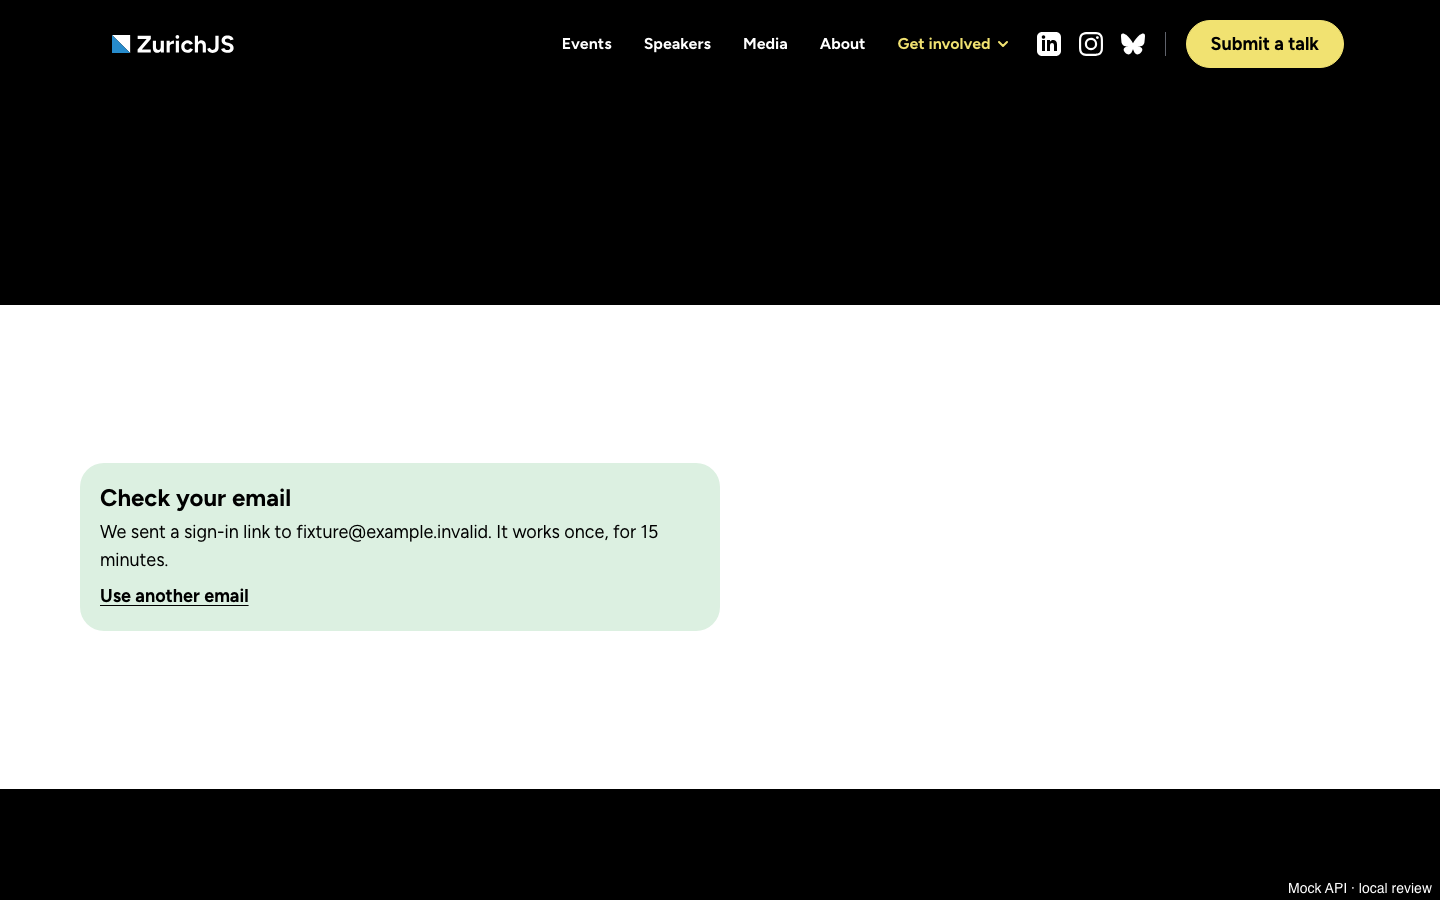 ZurichJS
Events
Speakers
Media
About
Get involved
in
Submit a talk
Check your email
We sent a sign-in link to fixture@example.invalid. It works once, for 15
minutes.
Use another email
Mock API · local review